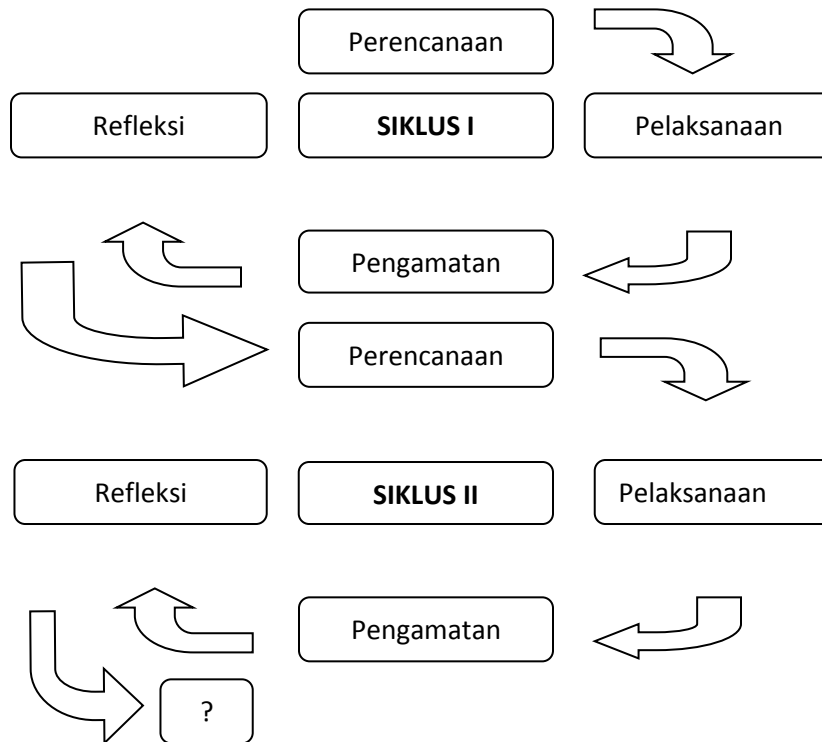 Perencanaan
Refleksi
SIKLUS I
Pelaksanaan
Pengamatan
Perencanaan
Refleksi
SIKLUS II
Pelaksanaan
Pengamatan
?